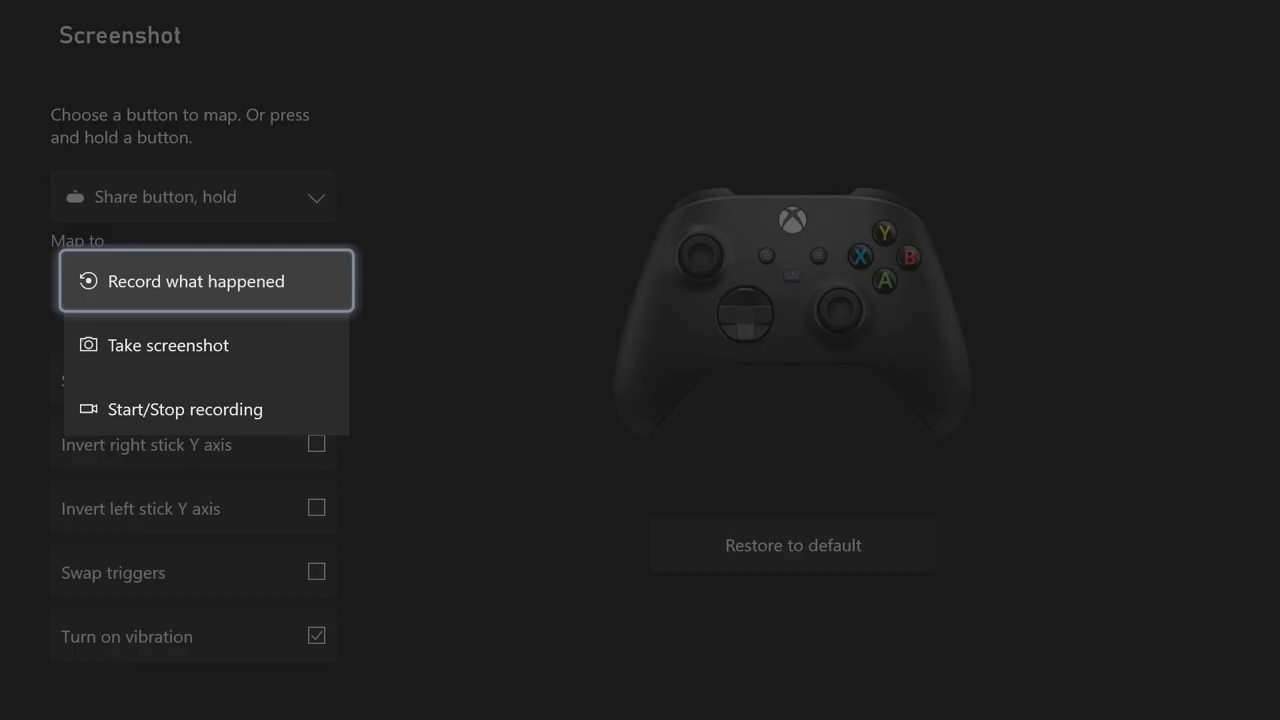 Screenshot
Choose a button to map. Or press
and hold a button.
Share button, hold
Map to
Record what happened
Take screenshot
Start/Stop recording
Invert right stick Y axis
Invert left stick Y axis
Swap triggers
Turn on vibration
Y
X
B
A
Restore to default